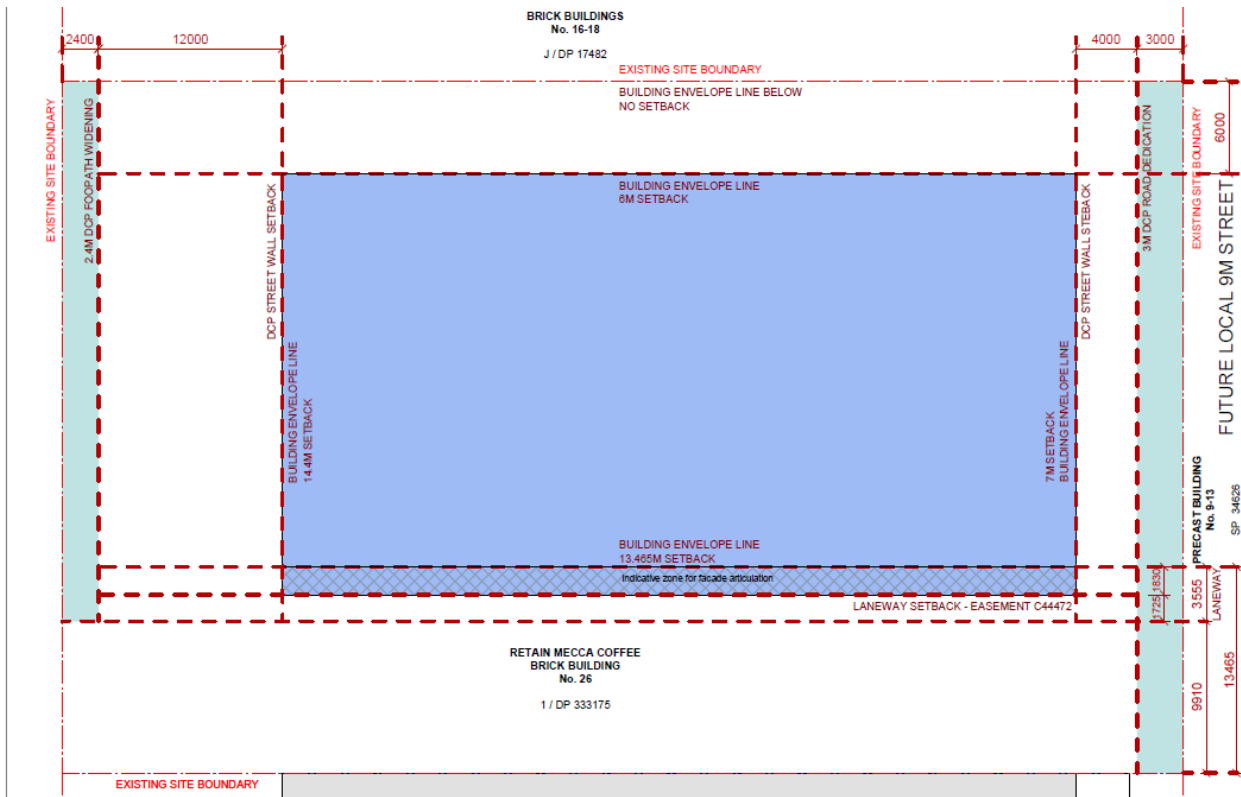 BRICK BUILDINGS
No. 16-18
J / DP 17482
2400
12000
4000
3000
EXISTING SITE BOUNDARY
BUILDING ENVELOPE LINE BELOW
NO SETBACK
EXISTING SITE BOUNDARY
2.4M DCP FOOPATH WIDENING
DCP STREET WALL SETBACK
BUILDING ENVELOPE LINE
6M SETBACK
DCP STREET WALL STEBACK
3M DCP ROAD DEDICATION
EXISTING SITE BOUNDARY
6000
FUTURE LOCAL 9M STREET
BUILDING ENVELOPE LINE
14.4M SETBACK
7M SETBACK
BUILDING ENVELOPE LINE
PRECAST BUILDING
No. 9-13
SP 34626
BUILDING ENVELOPE LINE
13.465M SETBACK
Indicative zone for facade articulation
LANEWAY SETBACK - EASEMENT C44472
1830
1725
3555
LANEWAY
9910
13465
RETAIN MECCA COFFEE
BRICK BUILDING
No. 26
1 / DP 333175
EXISTING SITE BOUNDARY